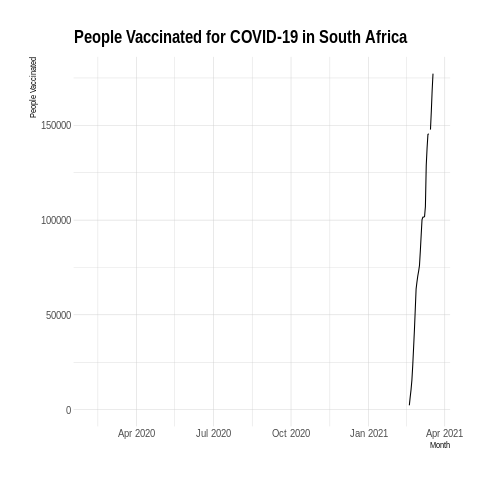 People Vaccinated for COVID-19 in South Africa
People Vaccinated
150000
100000
50000
0
Apr 2020 Jul 2020 Oct 2020 Jan 2021 Apr 2021
Month